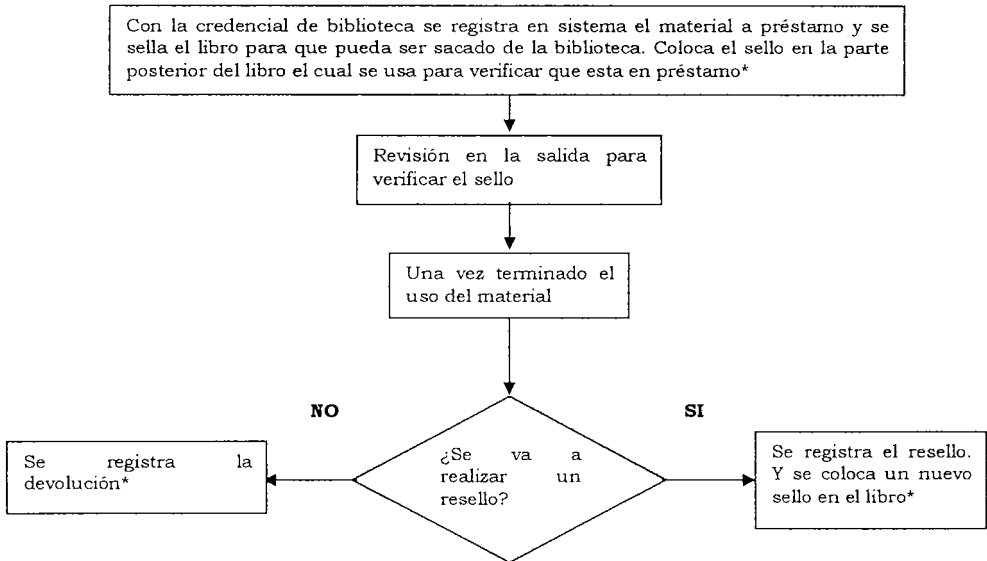 Con la credencial de biblioteca se registra en sistema el material a préstamo y se
sella el libro para que pueda ser sacado de la biblioteca. Coloca el sello en la parte
posterior del libro el cual se usa para verificar que esta en préstamo*
Revisión en la salida para
verificar el sello
Una vez terminado el
uso del material
NO
SI
¿Se va a
realizar un
resello?
Se registra la
devolución*
Se registra el resello.
Y se coloca un nuevo
sello en el libro*